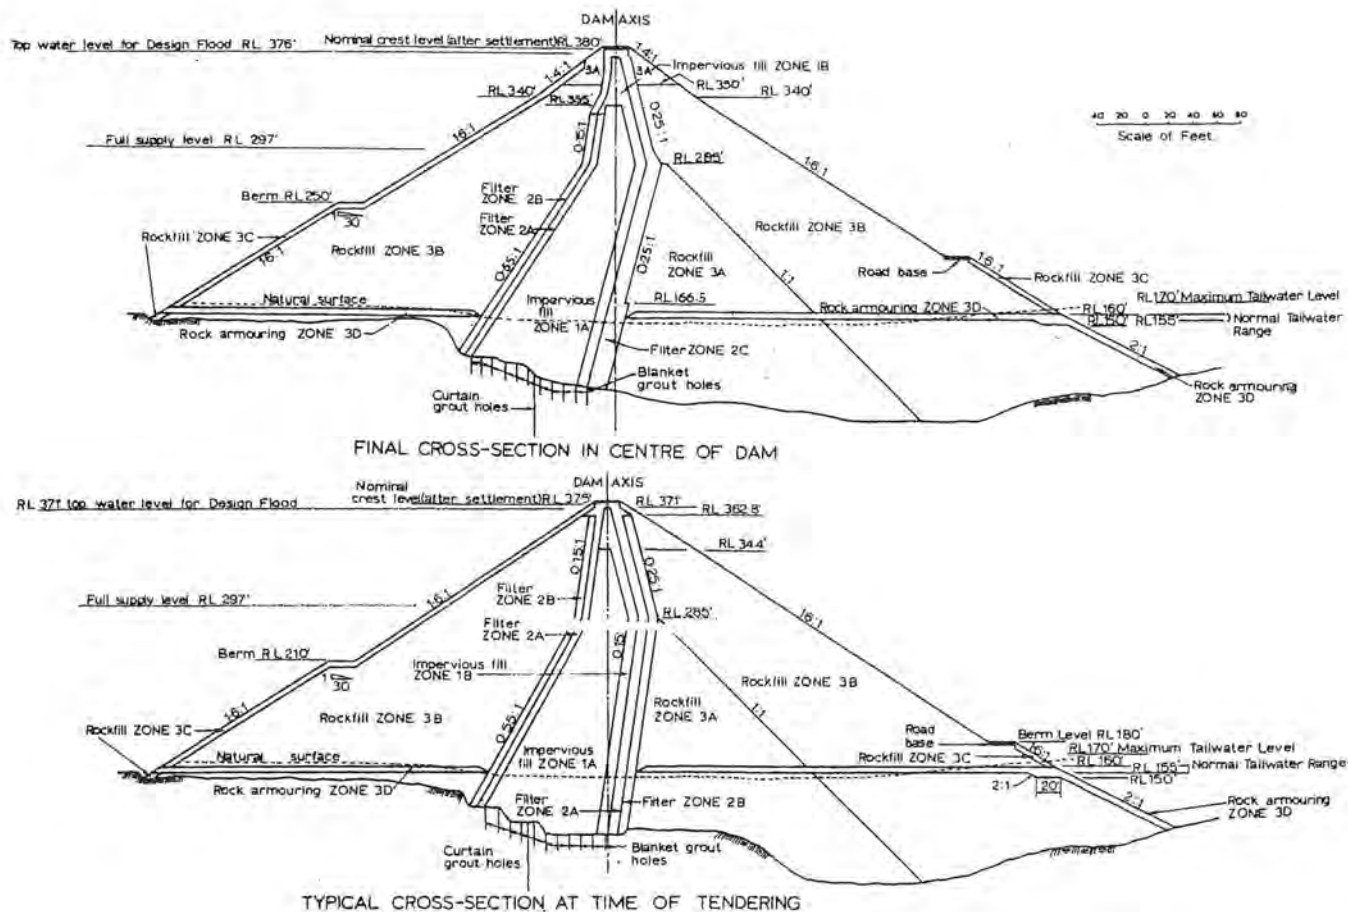 DAM AXIS
Top water level for Design Flood RL 376'
Nominal crest level (after settlement) RL 380'
1·4:1
1·4:1
3A
3A
Impervious fill ZONE 1B
RL 350'
RL 340'
RL 340'
RL 355'
40 20 0 20 40 60 80
Scale of Feet
Full supply level RL 297'
1·6:1
0·15:1
0·25:1
1·6:1
RL 285'
Berm RL 250'
1
30
Filter
ZONE 2B
Filter
ZONE 2A
Rockfill ZONE 3C
Rockfill ZONE 3B
1·6:1
0·55:1
0·25:1
Rockfill
ZONE 3A
Rockfill ZONE 3B
1:1
Road base
1·6:1
Rockfill ZONE 3C
Natural surface
Impervious
fill
ZONE 1A
RL 166·5
Rock armouring ZONE 3D
RL 170' Maximum Tailwater Level
RL 160'
RL 150' RL 155'
Normal Tailwater
Range
Rock armouring ZONE 3D
Filter ZONE 2C
2:1
Rock armouring
ZONE 3D
Blanket
grout holes
Curtain
grout holes
FINAL CROSS-SECTION IN CENTRE OF DAM
DAM AXIS
RL 371' top water level for Design Flood
Nominal
crest level (after settlement) RL 375'
RL 371'
RL 362·8'
RL 344'
0·15:1
0·25:1
Full supply level RL 297'
1·6:1
1·6:1
Filter
ZONE 2B
RL 285'
Filter
ZONE 2A
0·15
Berm RL 210'
1
30
Impervious fill
ZONE 1B
Rockfill ZONE 3C
1·6:1
Rockfill ZONE 3B
0·55:1
Rockfill
ZONE 3A
Rockfill ZONE 3B
1:1
Road
base
Berm Level RL 180'
1·6:1
Rockfill ZONE 3C
RL 170' Maximum Tailwater Level
RL 160'
RL 155'
Normal Tailwater Range
RL 150'
Natural surface
Impervious
fill ZONE 1A
Rock armouring ZONE 3D
2:1
20'
2:1
Rock armouring
ZONE 3D
Filter
ZONE 2A
Filter ZONE 2B
Curtain
grout holes
Blanket grout
holes
TYPICAL CROSS-SECTION AT TIME OF TENDERING